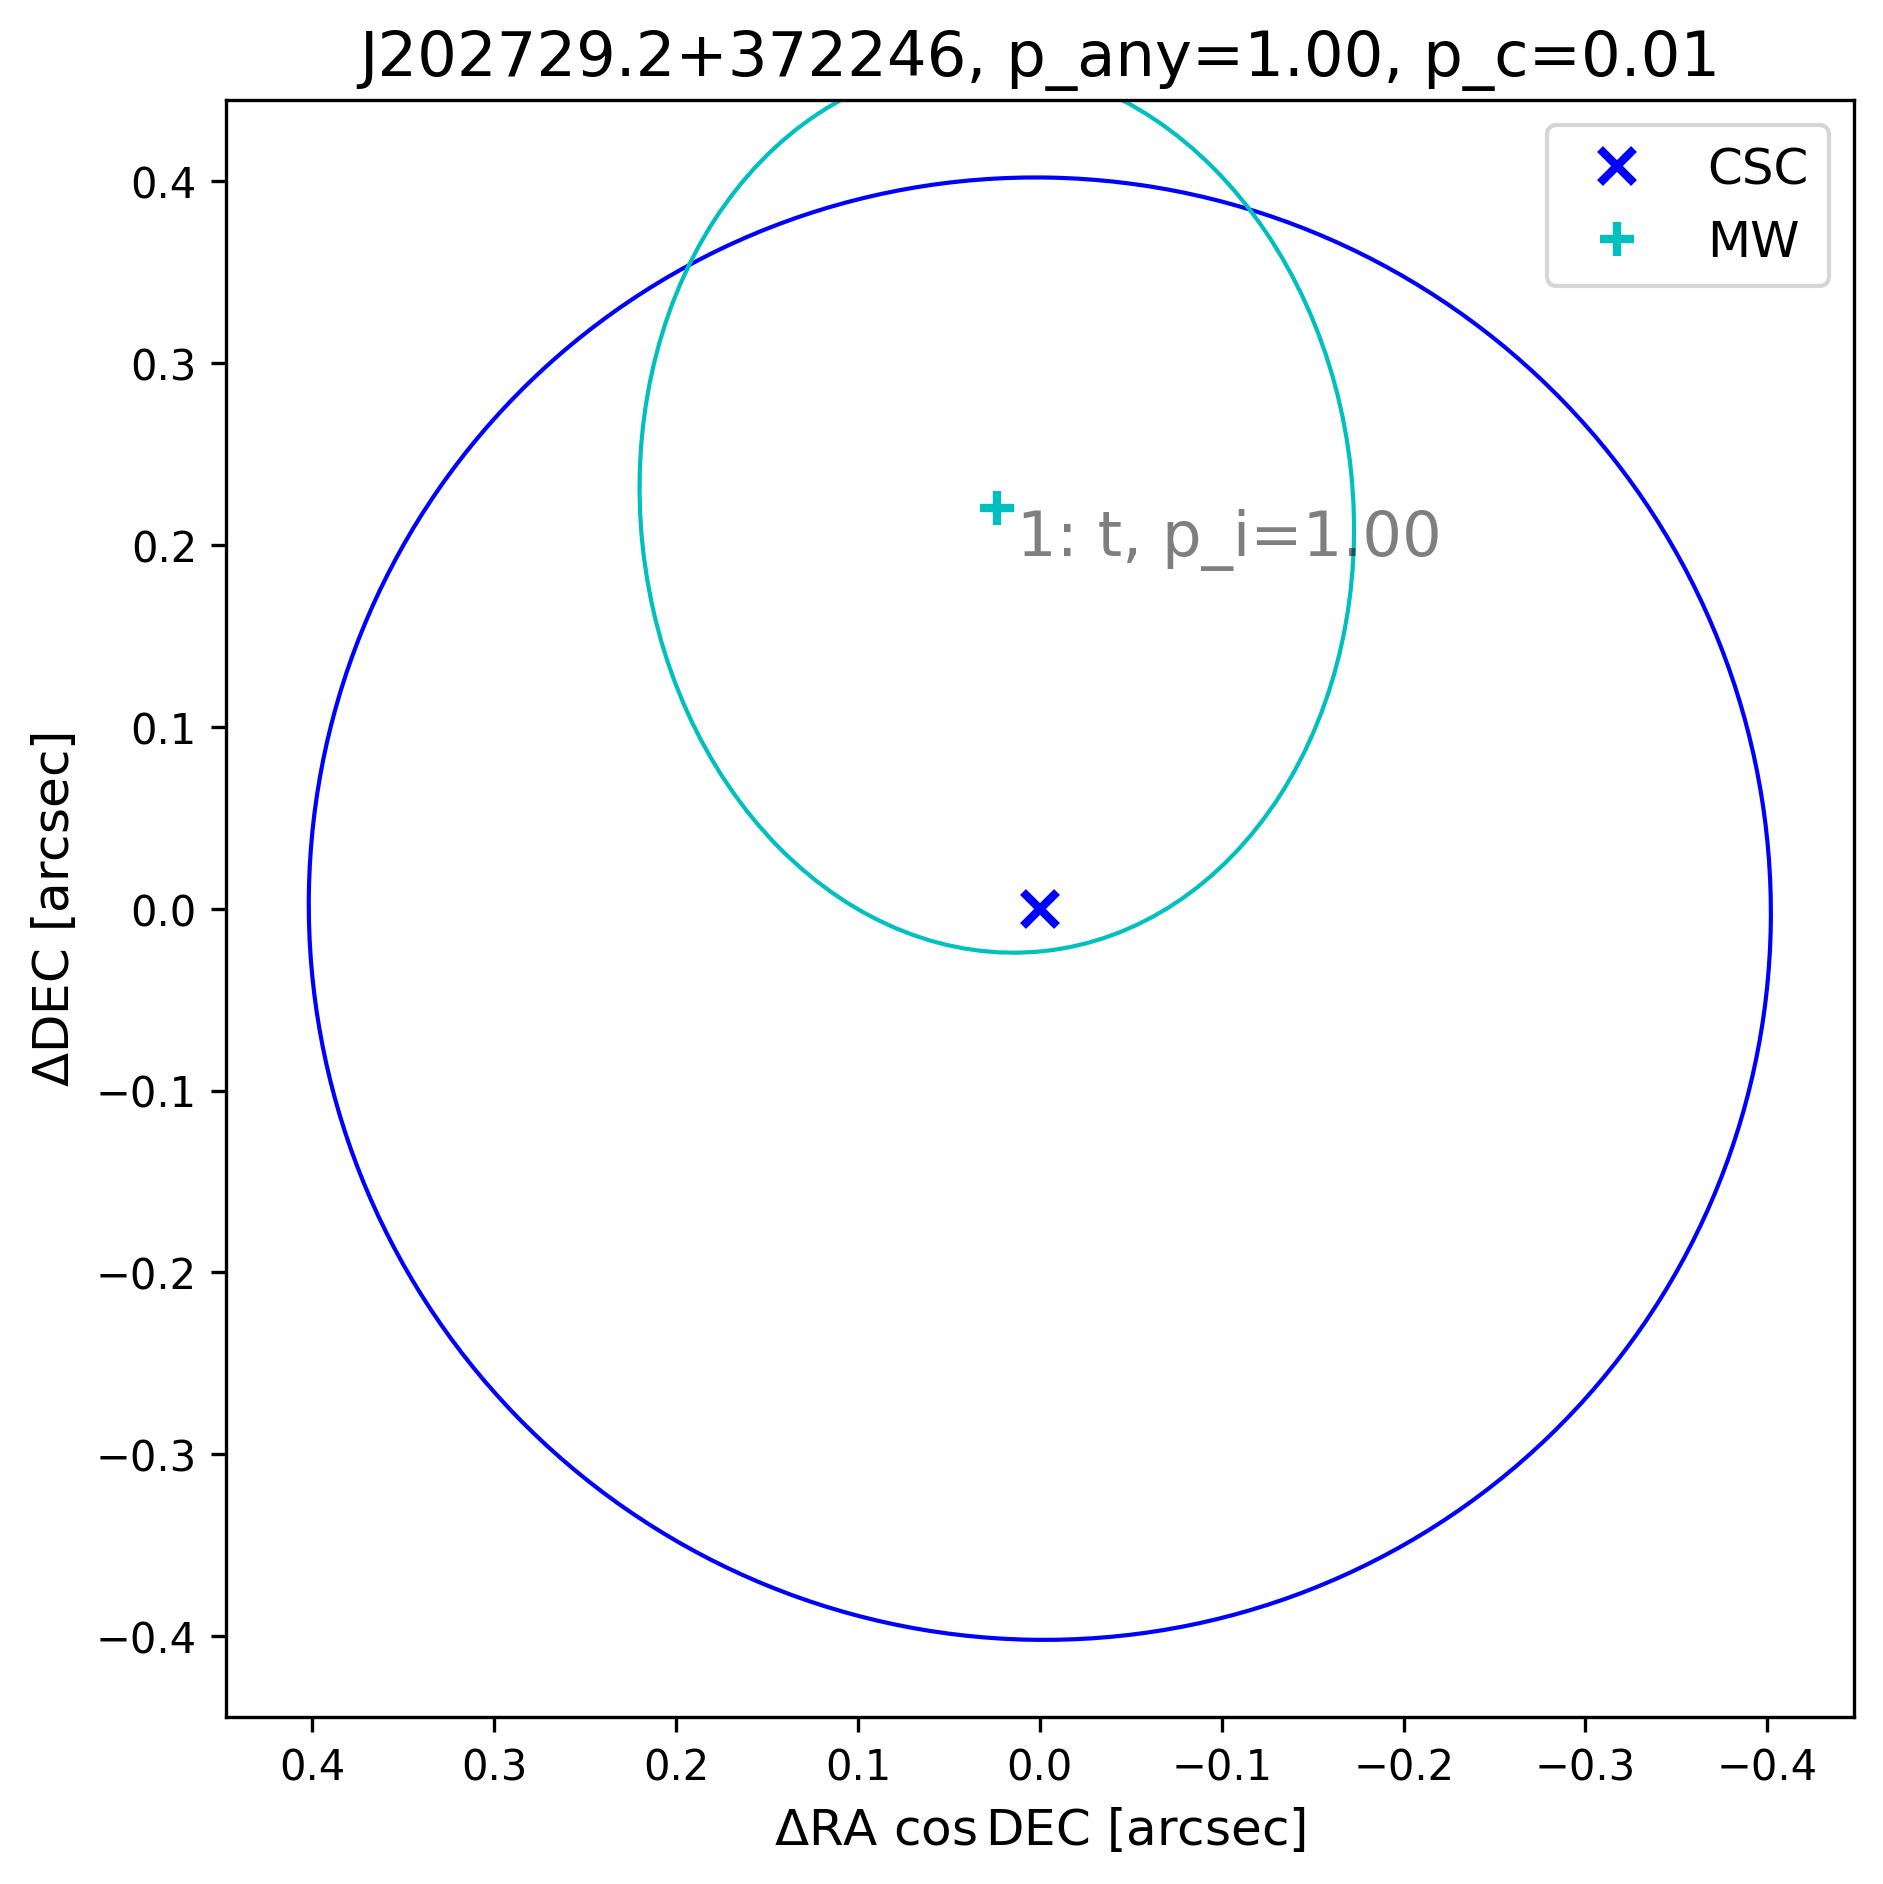 J202729.2+372246, p_any=1.00, p_c=0.01
CSC
MW
0.4
0.3
0.2
0.1
0.0
−0.1
−0.2
−0.3
−0.4
ΔDEC [arcsec]
1: t, p_i=1.00
0.4 0.3 0.2 0.1 0.0 −0.1 −0.2 −0.3 −0.4
ΔRA cos DEC [arcsec]